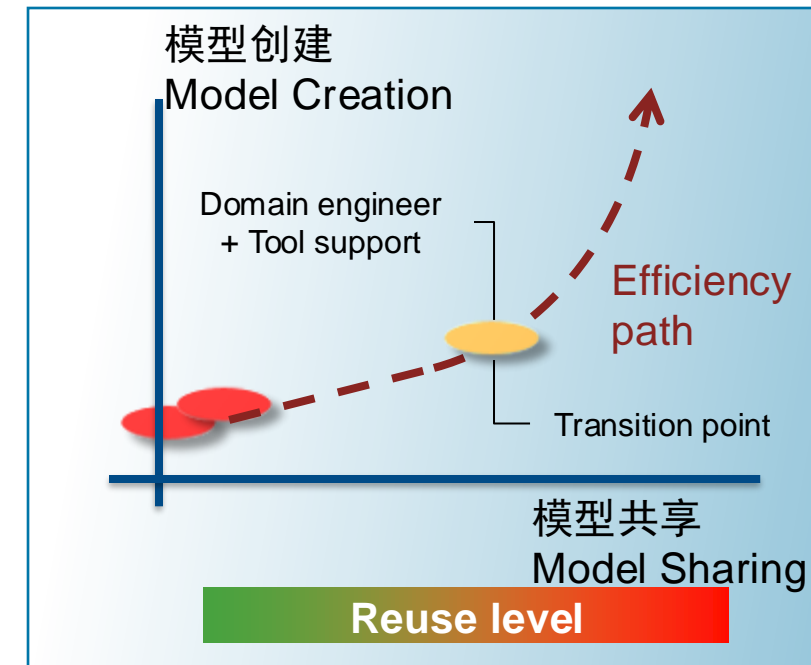 模型创建
Model Creation
Domain engineer
+ Tool support
Efficiency
path
Transition point
模型共享
Model Sharing
Reuse level